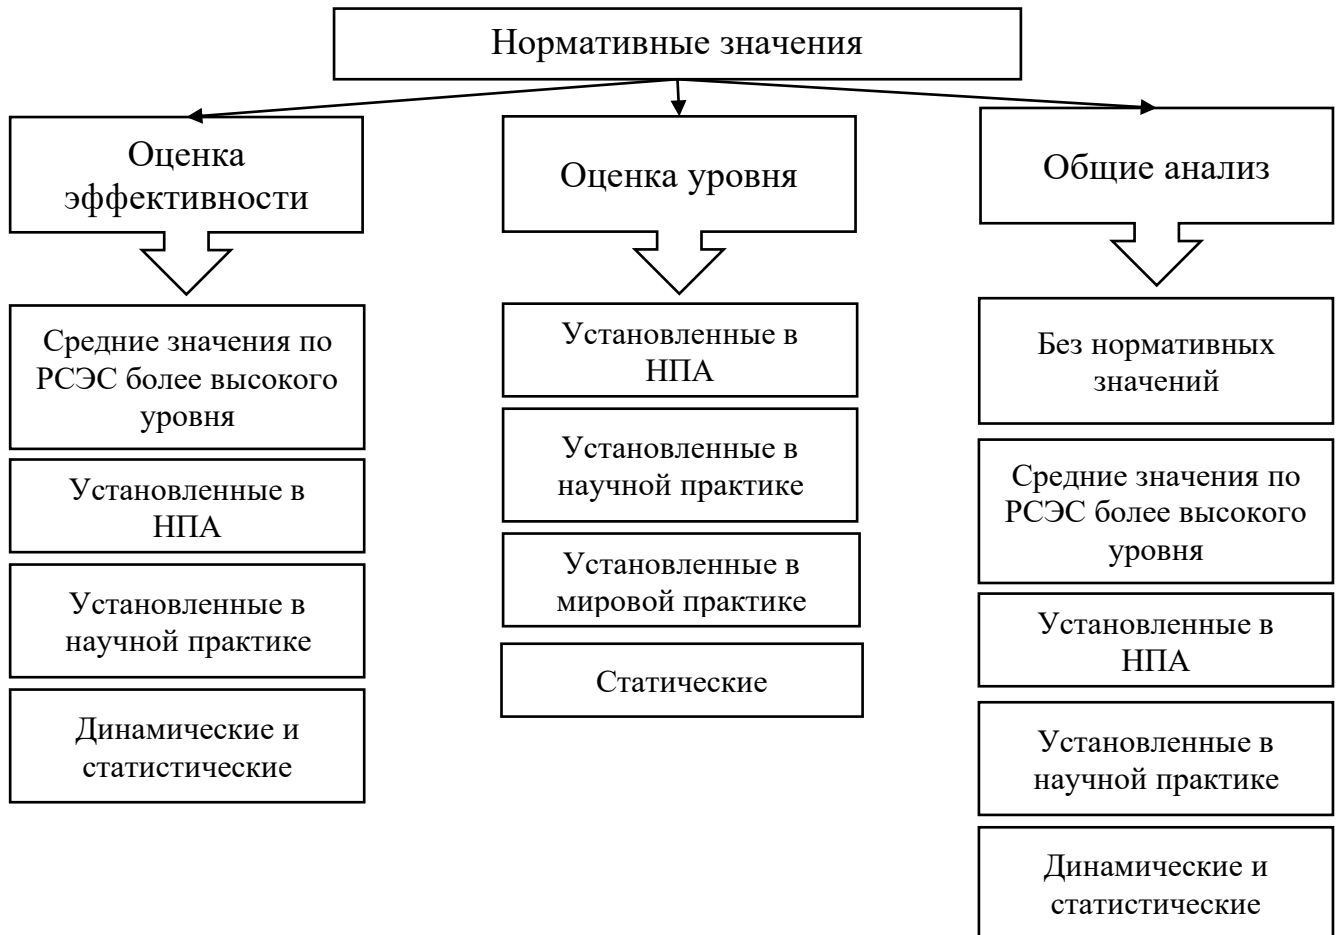 Нормативные значения
Оценка
эффективности
Оценка уровня
Общие анализ
Средние значения по
РСЭС более высокого
уровня
Установленные в
НПА
Установленные в
научной практике
Динамические и
статистические
Установленные в
НПА
Установленные в
научной практике
Установленные в
мировой практике
Статические
Без нормативных
значений
Средние значения по
РСЭС более высокого
уровня
Установленные в
НПА
Установленные в
научной практике
Динамические и
статистические